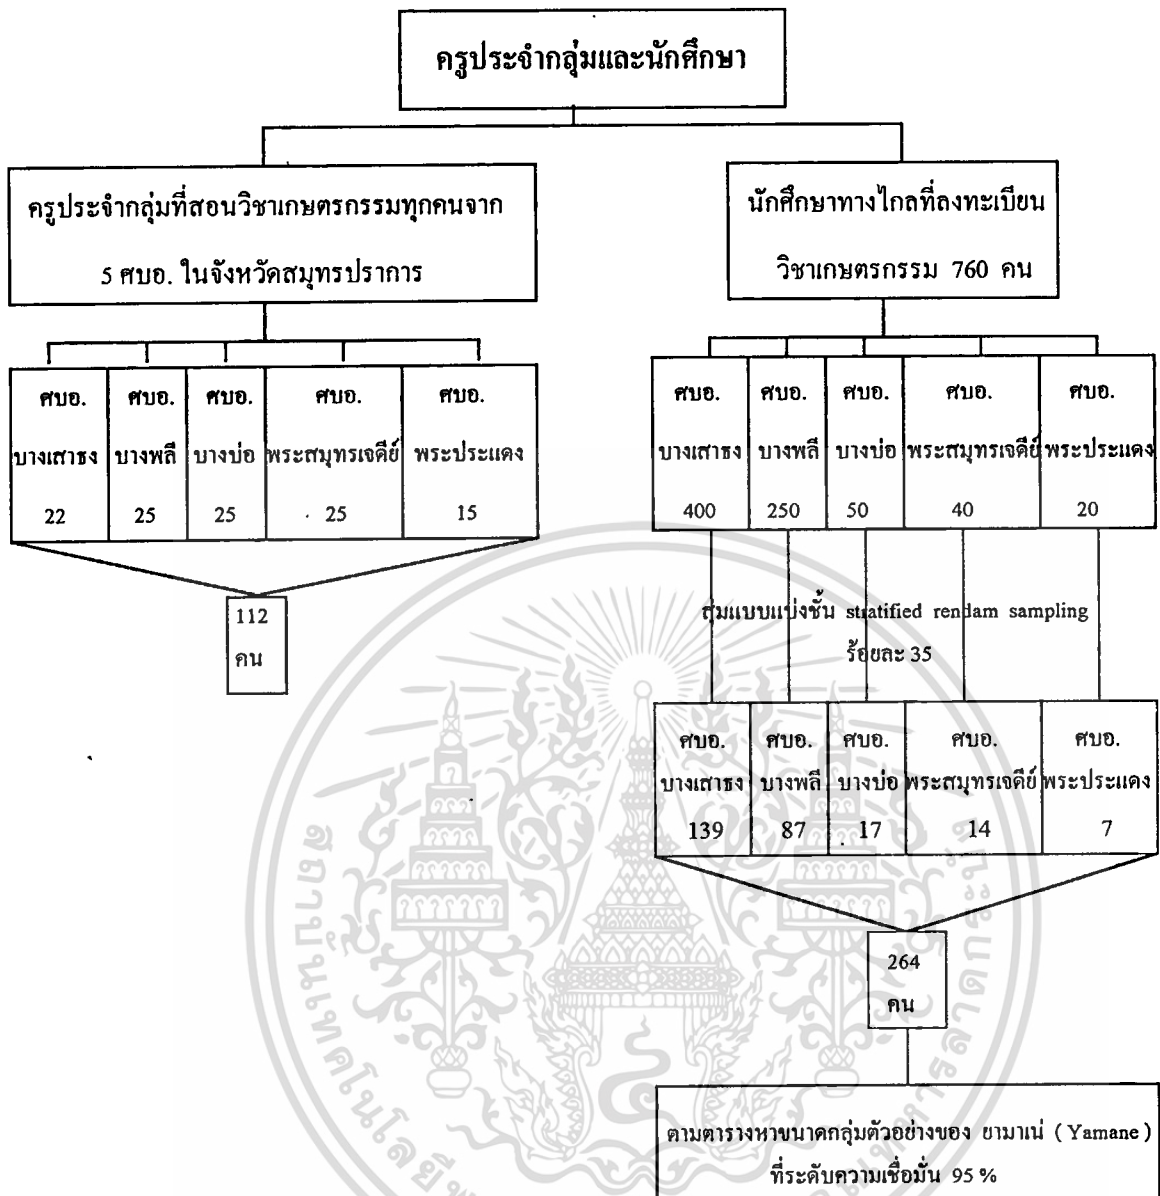 ครูประจำกลุ่มและนักศึกษา
ครูประจำกลุ่มที่สอนวิชาเกษตรกรรมทุกคนจาก
5 ศบอ. ในจังหวัดสมุทรปราการ
นักศึกษาทางไกลที่ลงทะเบียน
วิชาเกษตรกรรม 760 คน
ศบอ. ศบอ. ศบอ. ศบอ. ศบอ.
บางเสาธง บางพลี บางบ่อ พระสมุทรเจดีย์ พระประแดง
22 25 25 25 15
112
คน
ศบอ. ศบอ. ศบอ. ศบอ. ศบอ.
บางเสาธง บางพลี บางบ่อ พระสมุทรเจดีย์ พระประแดง
400 250 50 40 20
สุ่มแบบแบ่งชั้น stratified rendam sampling
ร้อยละ 35
ศบอ. ศบอ. ศบอ. ศบอ. ศบอ.
บางเสาธง บางพลี บางบ่อ พระสมุทรเจดีย์ พระประแดง
139 87 17 14 7
264
คน
ตามตารางหาขนาดกลุ่มตัวอย่างของ ยามาเน่ ( Yamane )
ที่ระดับความเชื่อมั่น 95 %